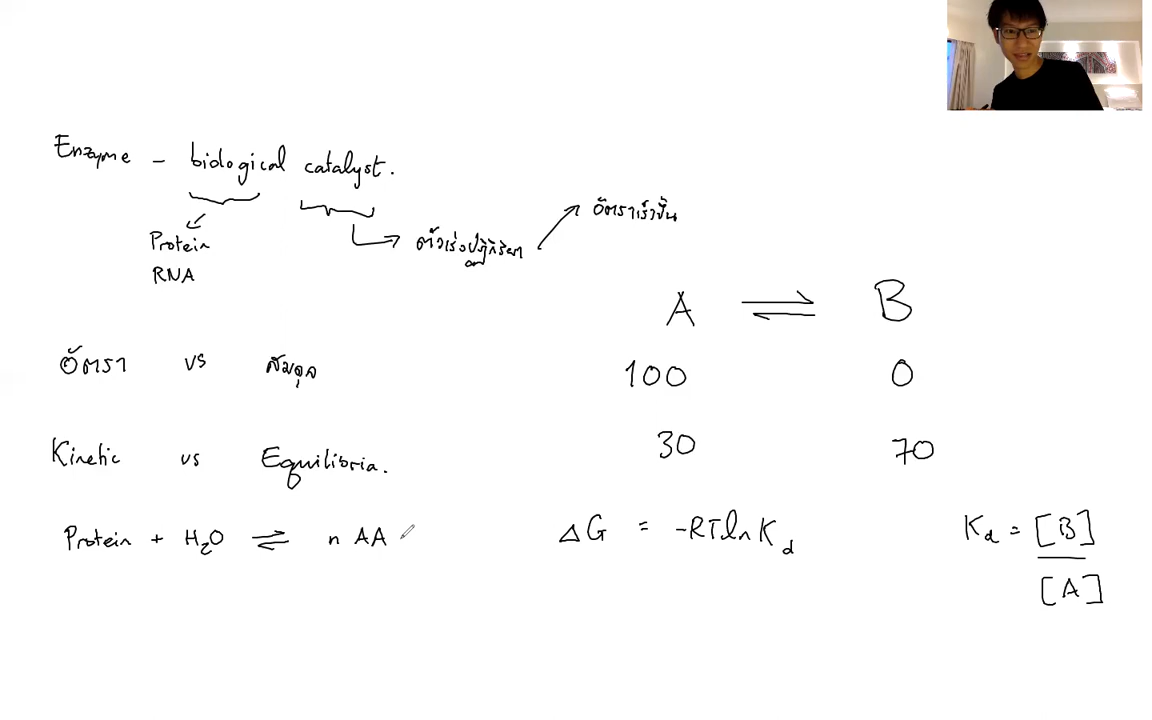 Enzyme - biological catalyst.
Protein
RNA
ตัวเร่งปฏิกิริยา
อัตราเร็วขึ้น
A ⇌ B
100 0
30 70
อัตรา vs สมดุล
Kinetic vs Equilibria.
Protein + H₂O ⇌ n AA
ΔG = -RTlnK_d
K_d = [B]
[A]